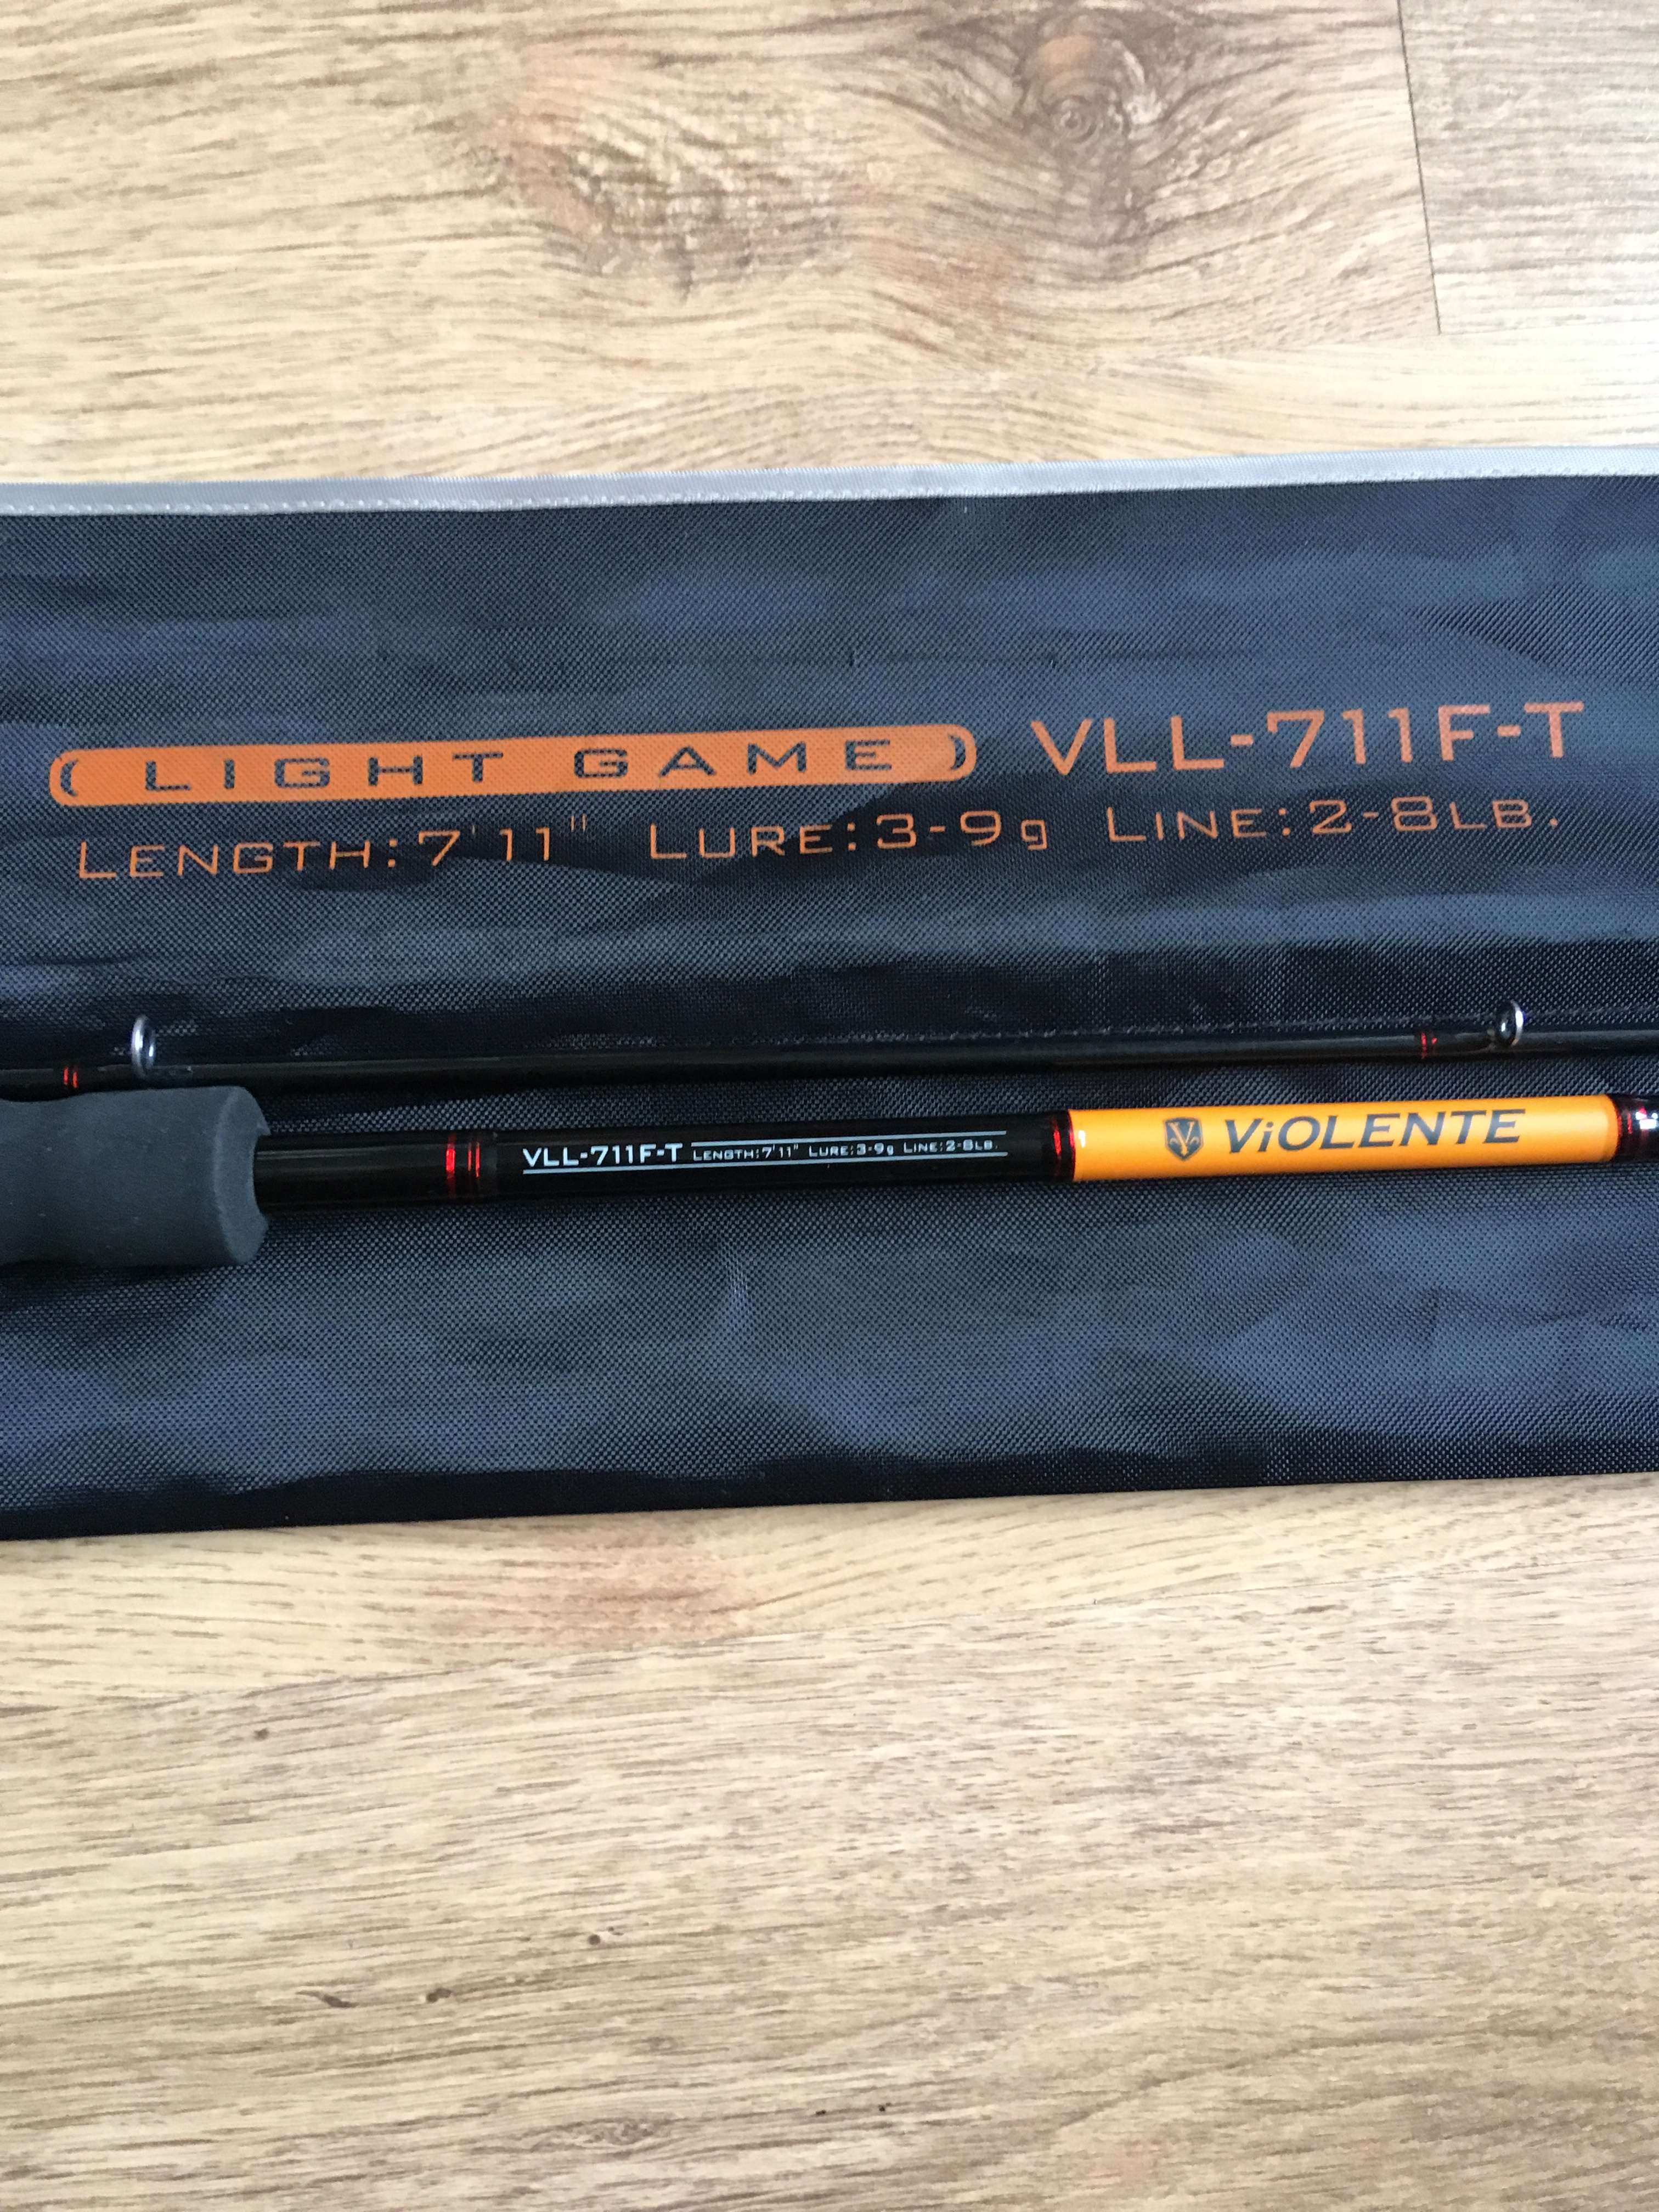 LIGHT GAME VLL-711F-T
LENGTH:7'11" LURE:3-9g LINE:2-8LB.
VLL-711F-T LENGTH:7'11" LURE:3-9g LINE:2-8LB. ViOLENTE